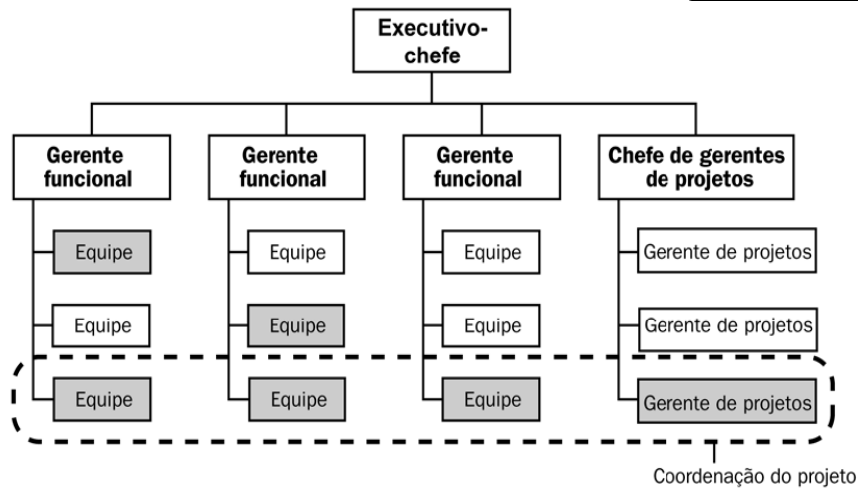 Executivo-
chefe
Gerente
funcional
Gerente
funcional
Gerente
funcional
Chefe de gerentes
de projetos
Equipe
Equipe
Equipe
Gerente de projetos
Equipe
Equipe
Equipe
Gerente de projetos
Equipe
Equipe
Equipe
Gerente de projetos
Coordenação do projeto